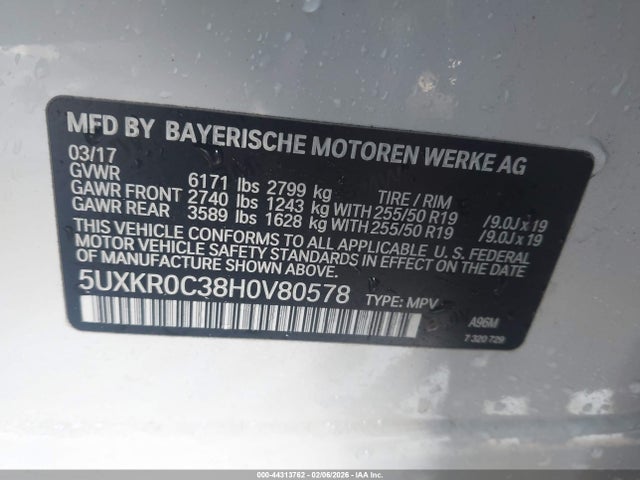 MFD BY BAYERISCHE MOTOREN WERKE AG
03/17
GVWR 6171 lbs 2799 kg TIRE / RIM
GAWR FRONT 2740 lbs 1243 kg WITH 255/50 R19 /9.0J x 19
GAWR REAR 3589 lbs 1628 kg WITH 255/50 R19 /9.0J x 19
THIS VEHICLE CONFORMS TO ALL APPLICABLE U.S. FEDERAL
MOTOR VEHICLE SAFETY STANDARDS IN EFFECT ON THE DATE
OF MANUFACTURE SHOWN ABOVE.
5UXKR0C38H0V80578 TYPE: MPV
A96M
7 320 729
000-44313762 - 02/06/2026 - IAA Inc.